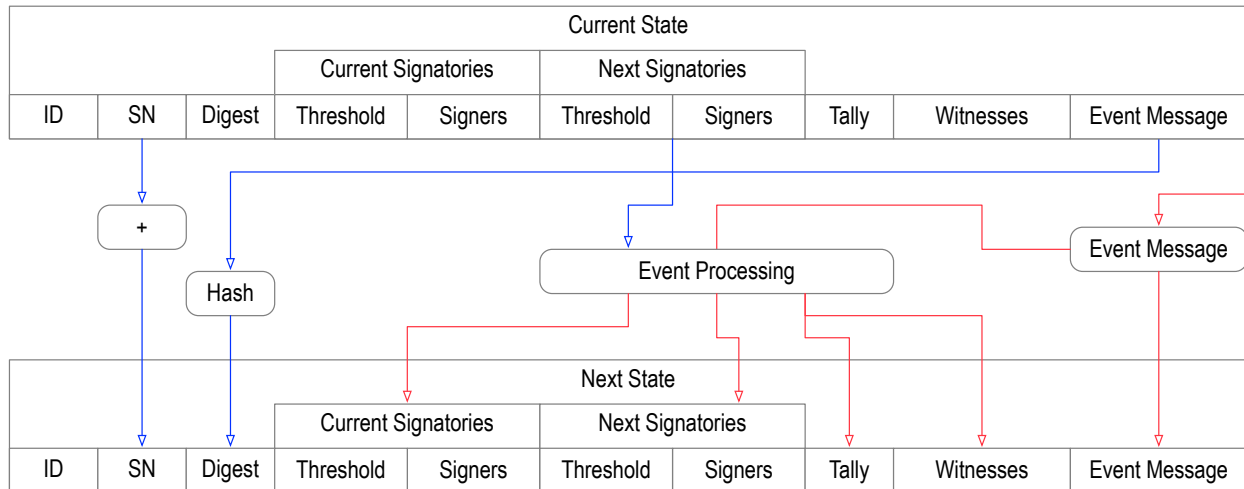 Current State
Current Signatories Next Signatories
ID SN Digest Threshold Signers Threshold Signers Tally Witnesses Event Message
+
Event Message
Event Processing
Hash
Next State
Current Signatories Next Signatories
ID SN Digest Threshold Signers Threshold Signers Tally Witnesses Event Message